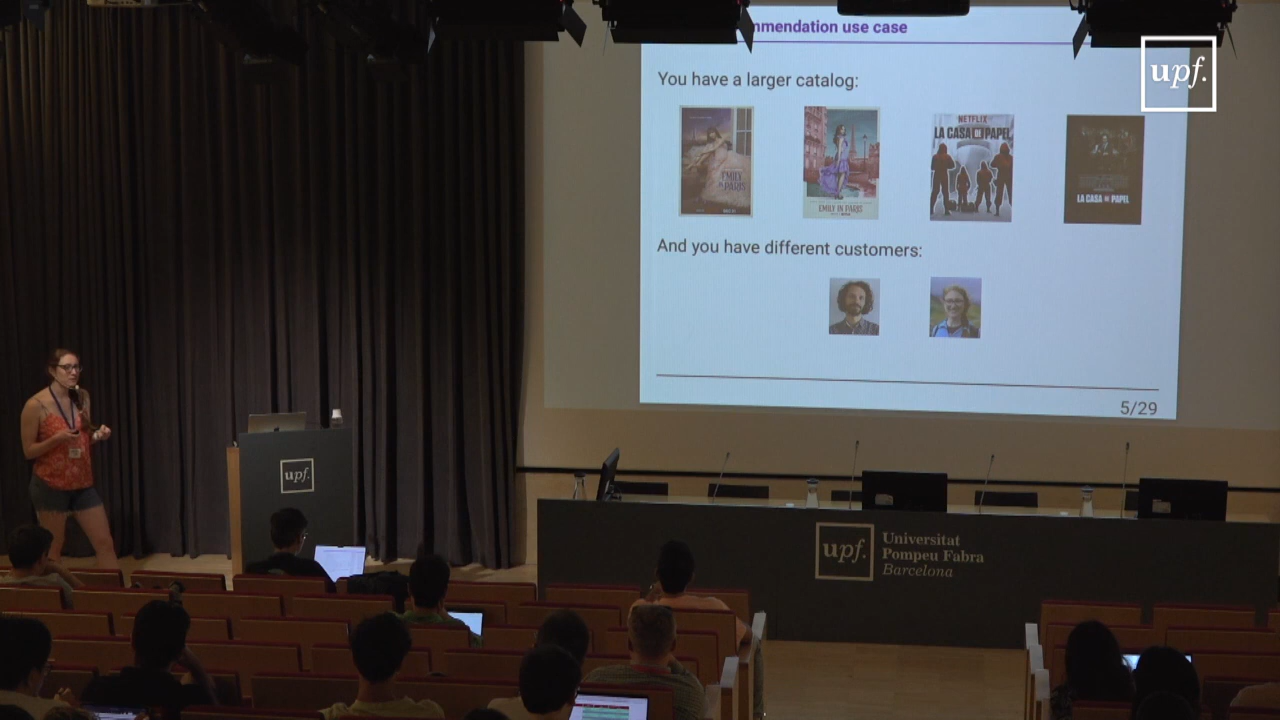 mmendation use case
upf.
You have a larger catalog:
EMILY
IN PARIS
EMILY IN PARIS
NETFLIX
LA CASA DE PAPEL
LA CASA DE PAPEL
And you have different customers:
5/29
upf.
upf.
Universitat
Pompeu Fabra
Barcelona